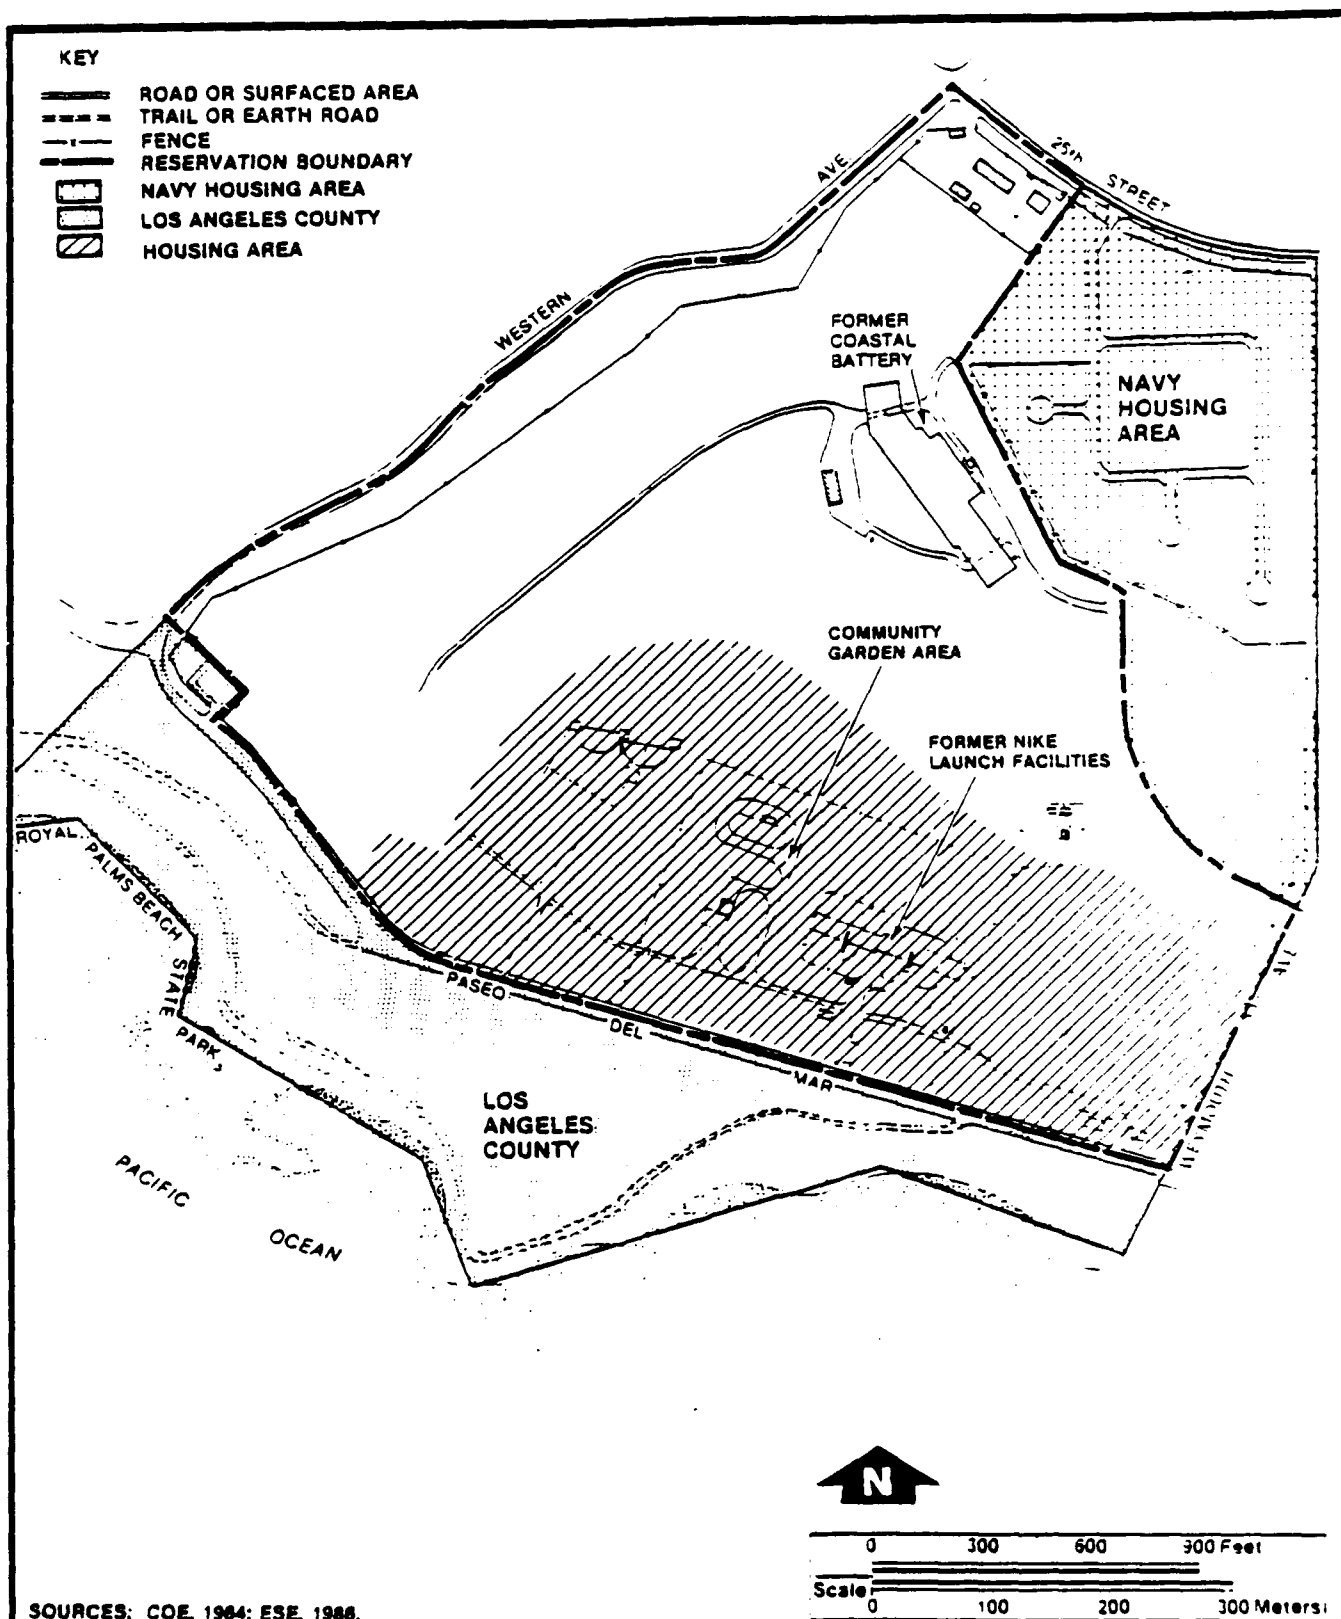 KEY
ROAD OR SURFACED AREA
TRAIL OR EARTH ROAD
FENCE
RESERVATION BOUNDARY
NAVY HOUSING AREA
LOS ANGELES COUNTY
HOUSING AREA
25th
STREET
AVE.
WESTERN
FORMER
COASTAL
BATTERY
NAVY
HOUSING
AREA
COMMUNITY
GARDEN AREA
FORMER NIKE
LAUNCH FACILITIES
ROYAL
PALMS BEACH
STATE
PARK
PASEO
DEL
MAR
LOS
ANGELES
COUNTY
PACIFIC
OCEAN
N
0 300 600 900 Feet
Scale
0 100 200 300 Meters
SOURCES: COE, 1984; ESE, 1986.